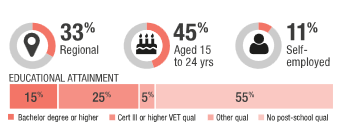 33%
Regional
45%
Aged 15
to 24 yrs
11%
Self-
employed
EDUCATIONAL ATTAINMENT
15% 25% 5% 55%
Bachelor degree or higher Cert III or higher VET qual Other qual No post-school qual